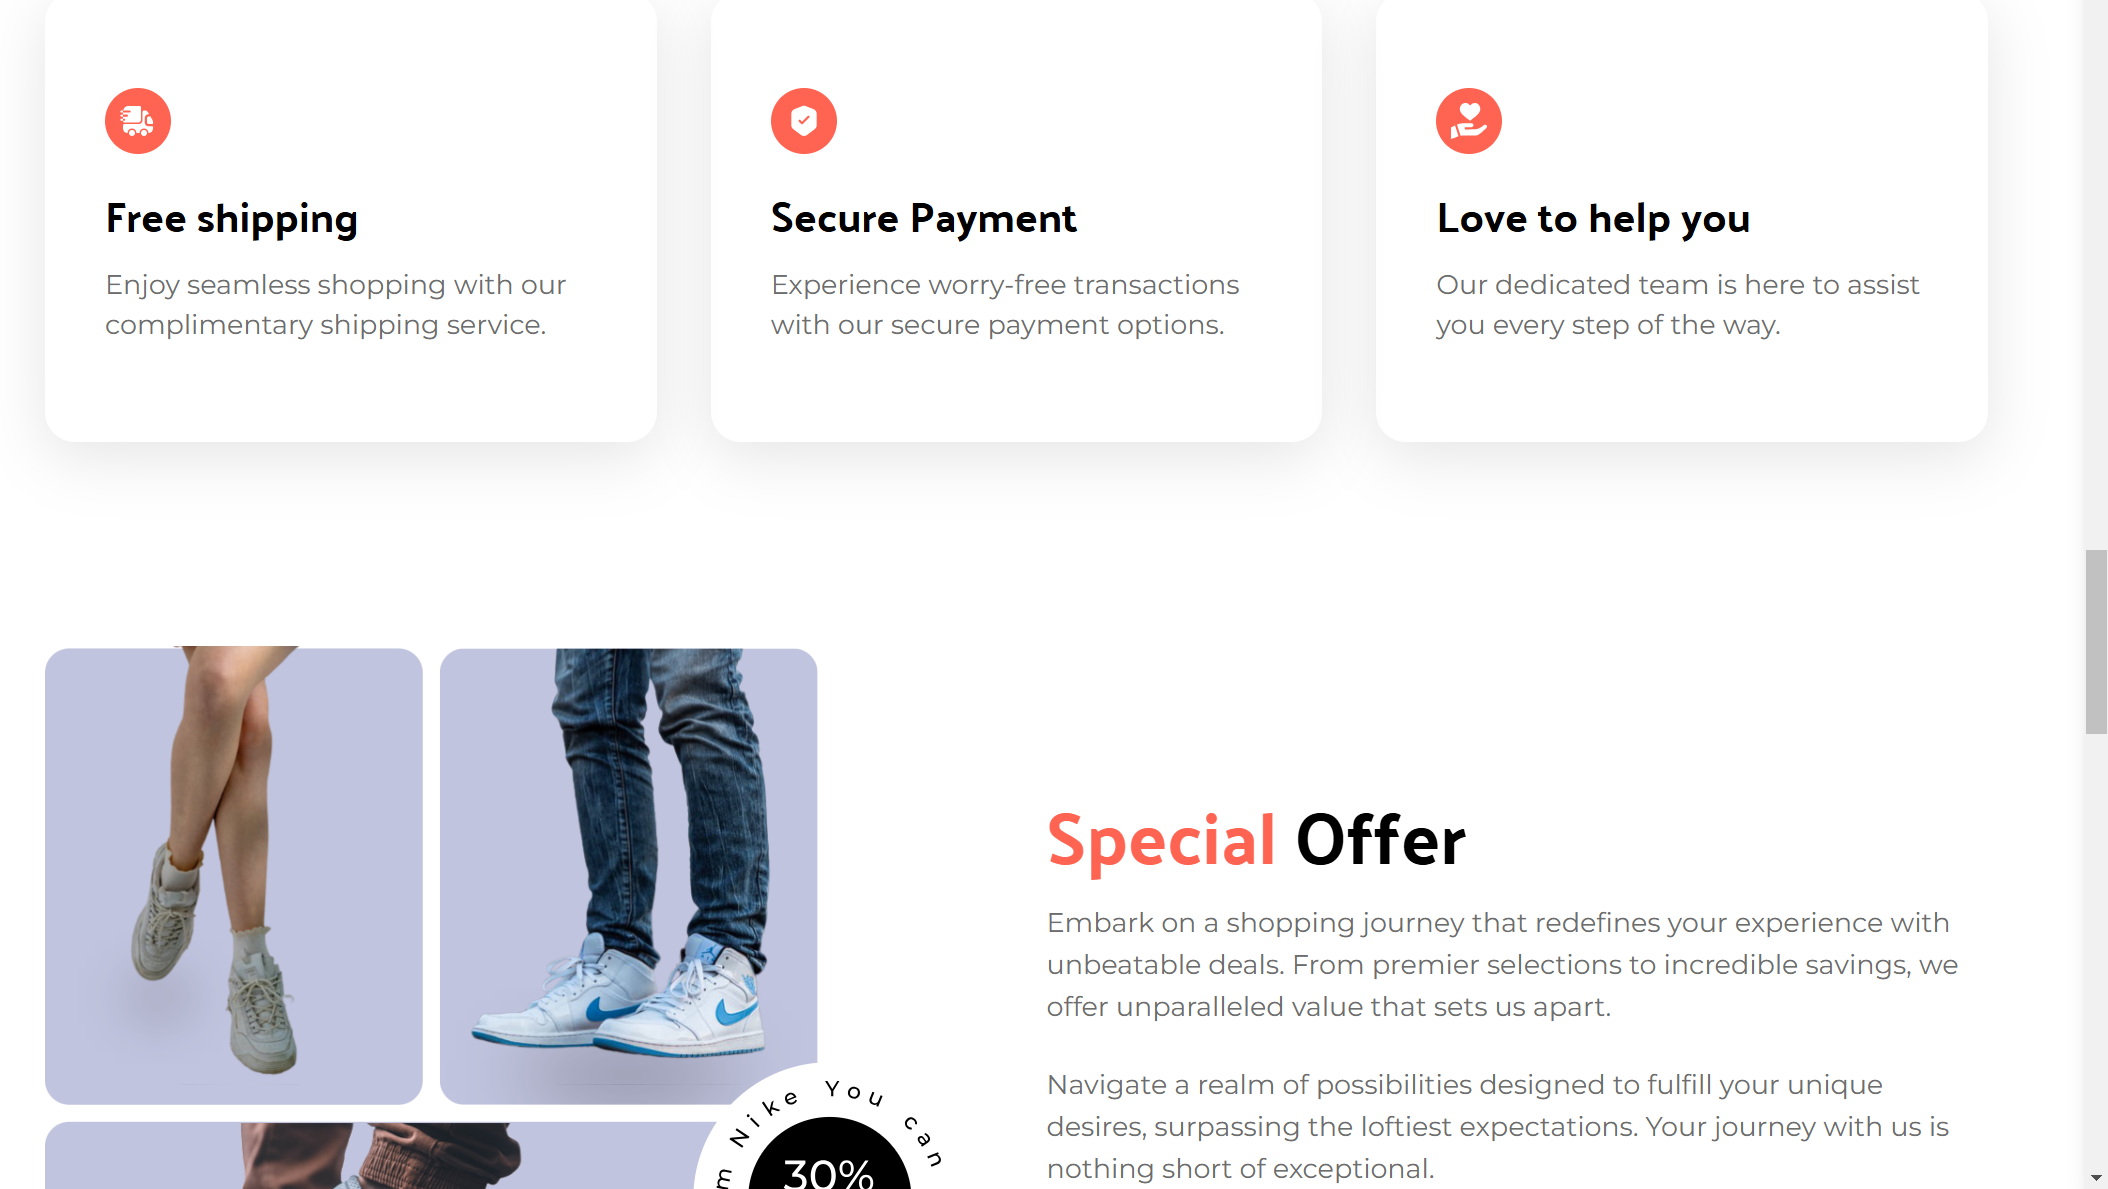 Free shipping
Enjoy seamless shopping with our
complimentary shipping service.
Secure Payment
Experience worry-free transactions
with our secure payment options.
Love to help you
Our dedicated team is here to assist
you every step of the way.
Special Offer
Embark on a shopping journey that redefines your experience with
unbeatable deals. From premier selections to incredible savings, we
offer unparalleled value that sets us apart.
Navigate a realm of possibilities designed to fulfill your unique
desires, surpassing the loftiest expectations. Your journey with us is
nothing short of exceptional.
m Nike You can
30%